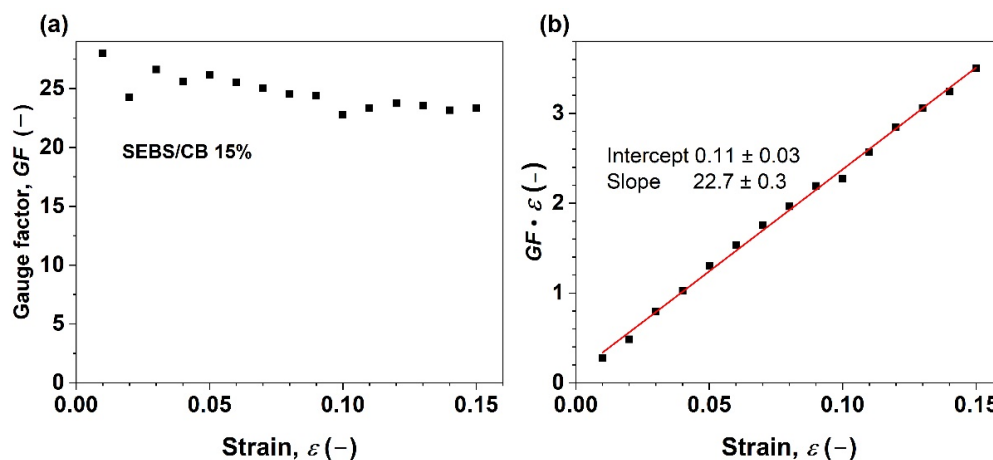 (a)
25
20
15
10
5
0
0.00
0.05
0.10
0.15
Gauge factor, GF (−)
SEBS/CB 15%
Strain, ε (−)
(b)
3
2
1
0
0.00
0.05
0.10
0.15
GF • ε (−)
Intercept 0.11 ± 0.03
Slope 22.7 ± 0.3
Strain, ε (−)